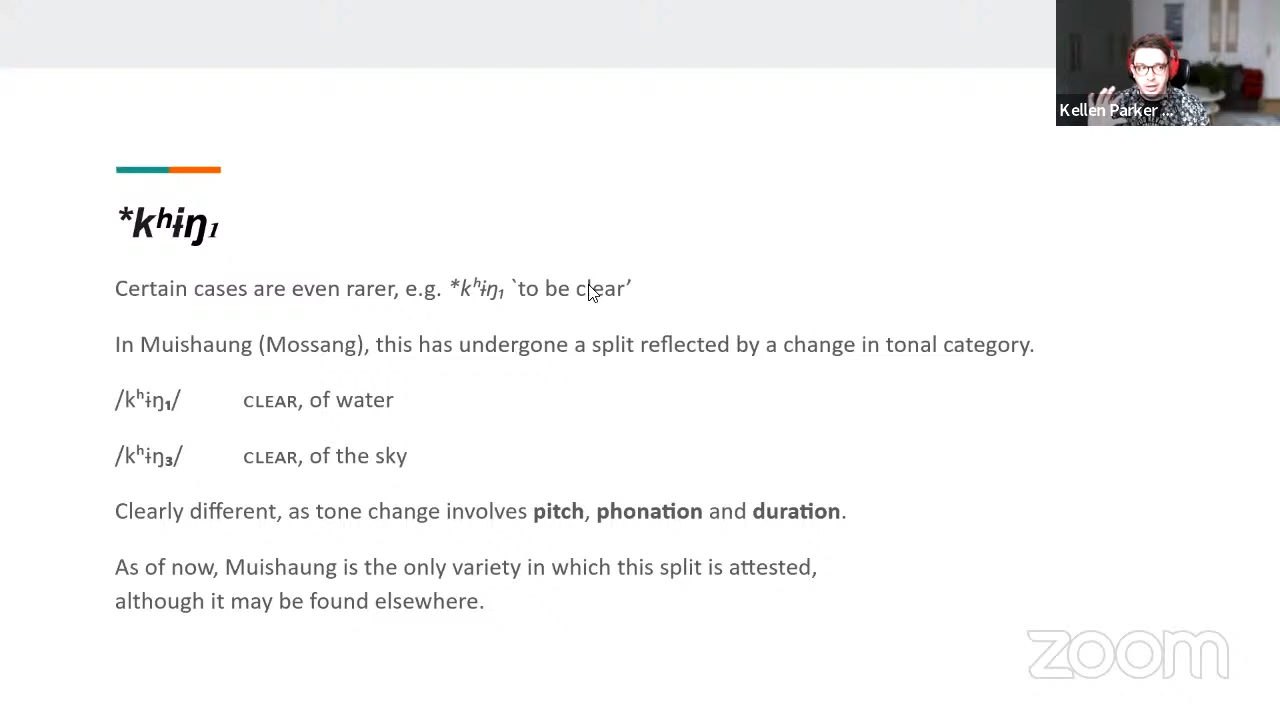 Kellen Parker ...
*kʰɨŋ₁
Certain cases are even rarer, e.g. *kʰɨŋ₁ `to be clear’
In Muishaung (Mossang), this has undergone a split reflected by a change in tonal category.
/kʰɨŋ₁/ ᴄʟᴇᴀʀ, of water
/kʰɨŋ₃/ ᴄʟᴇᴀʀ, of the sky
Clearly different, as tone change involves pitch, phonation and duration.
As of now, Muishaung is the only variety in which this split is attested,
although it may be found elsewhere.
zoom